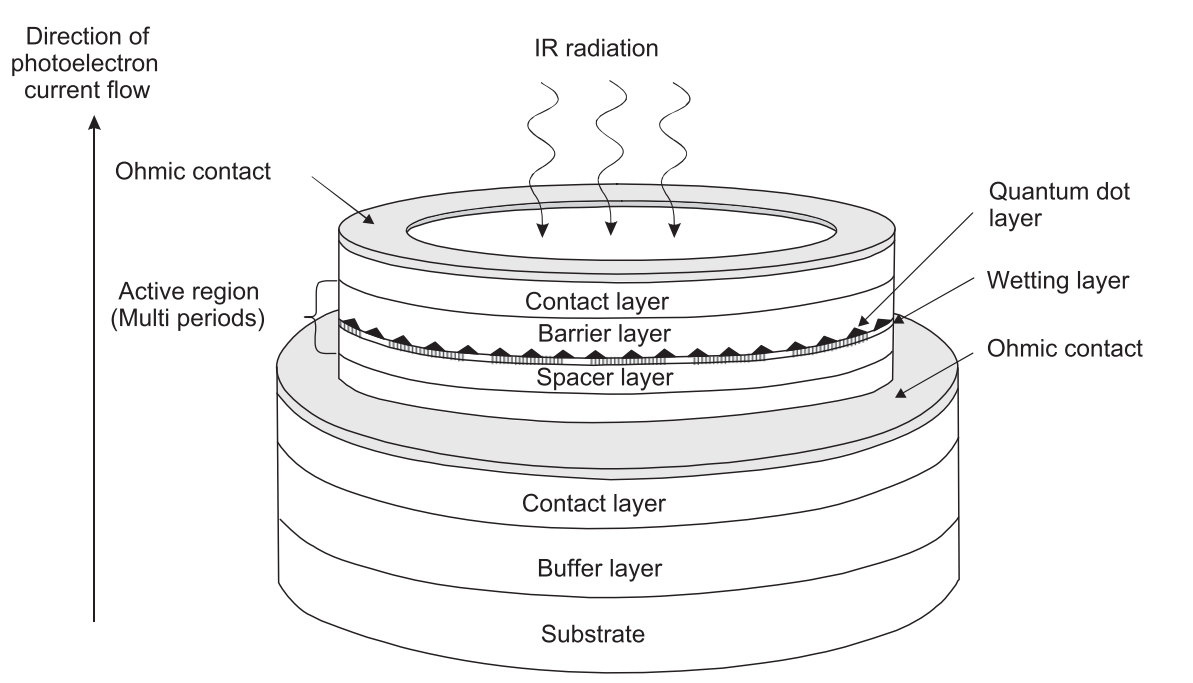 Direction of
photoelectron
current flow
IR radiation
Ohmic contact
Quantum dot
layer
Wetting layer
Active region
(Multi periods)
Contact layer
Barrier layer
Ohmic contact
Spacer layer
Contact layer
Buffer layer
Substrate